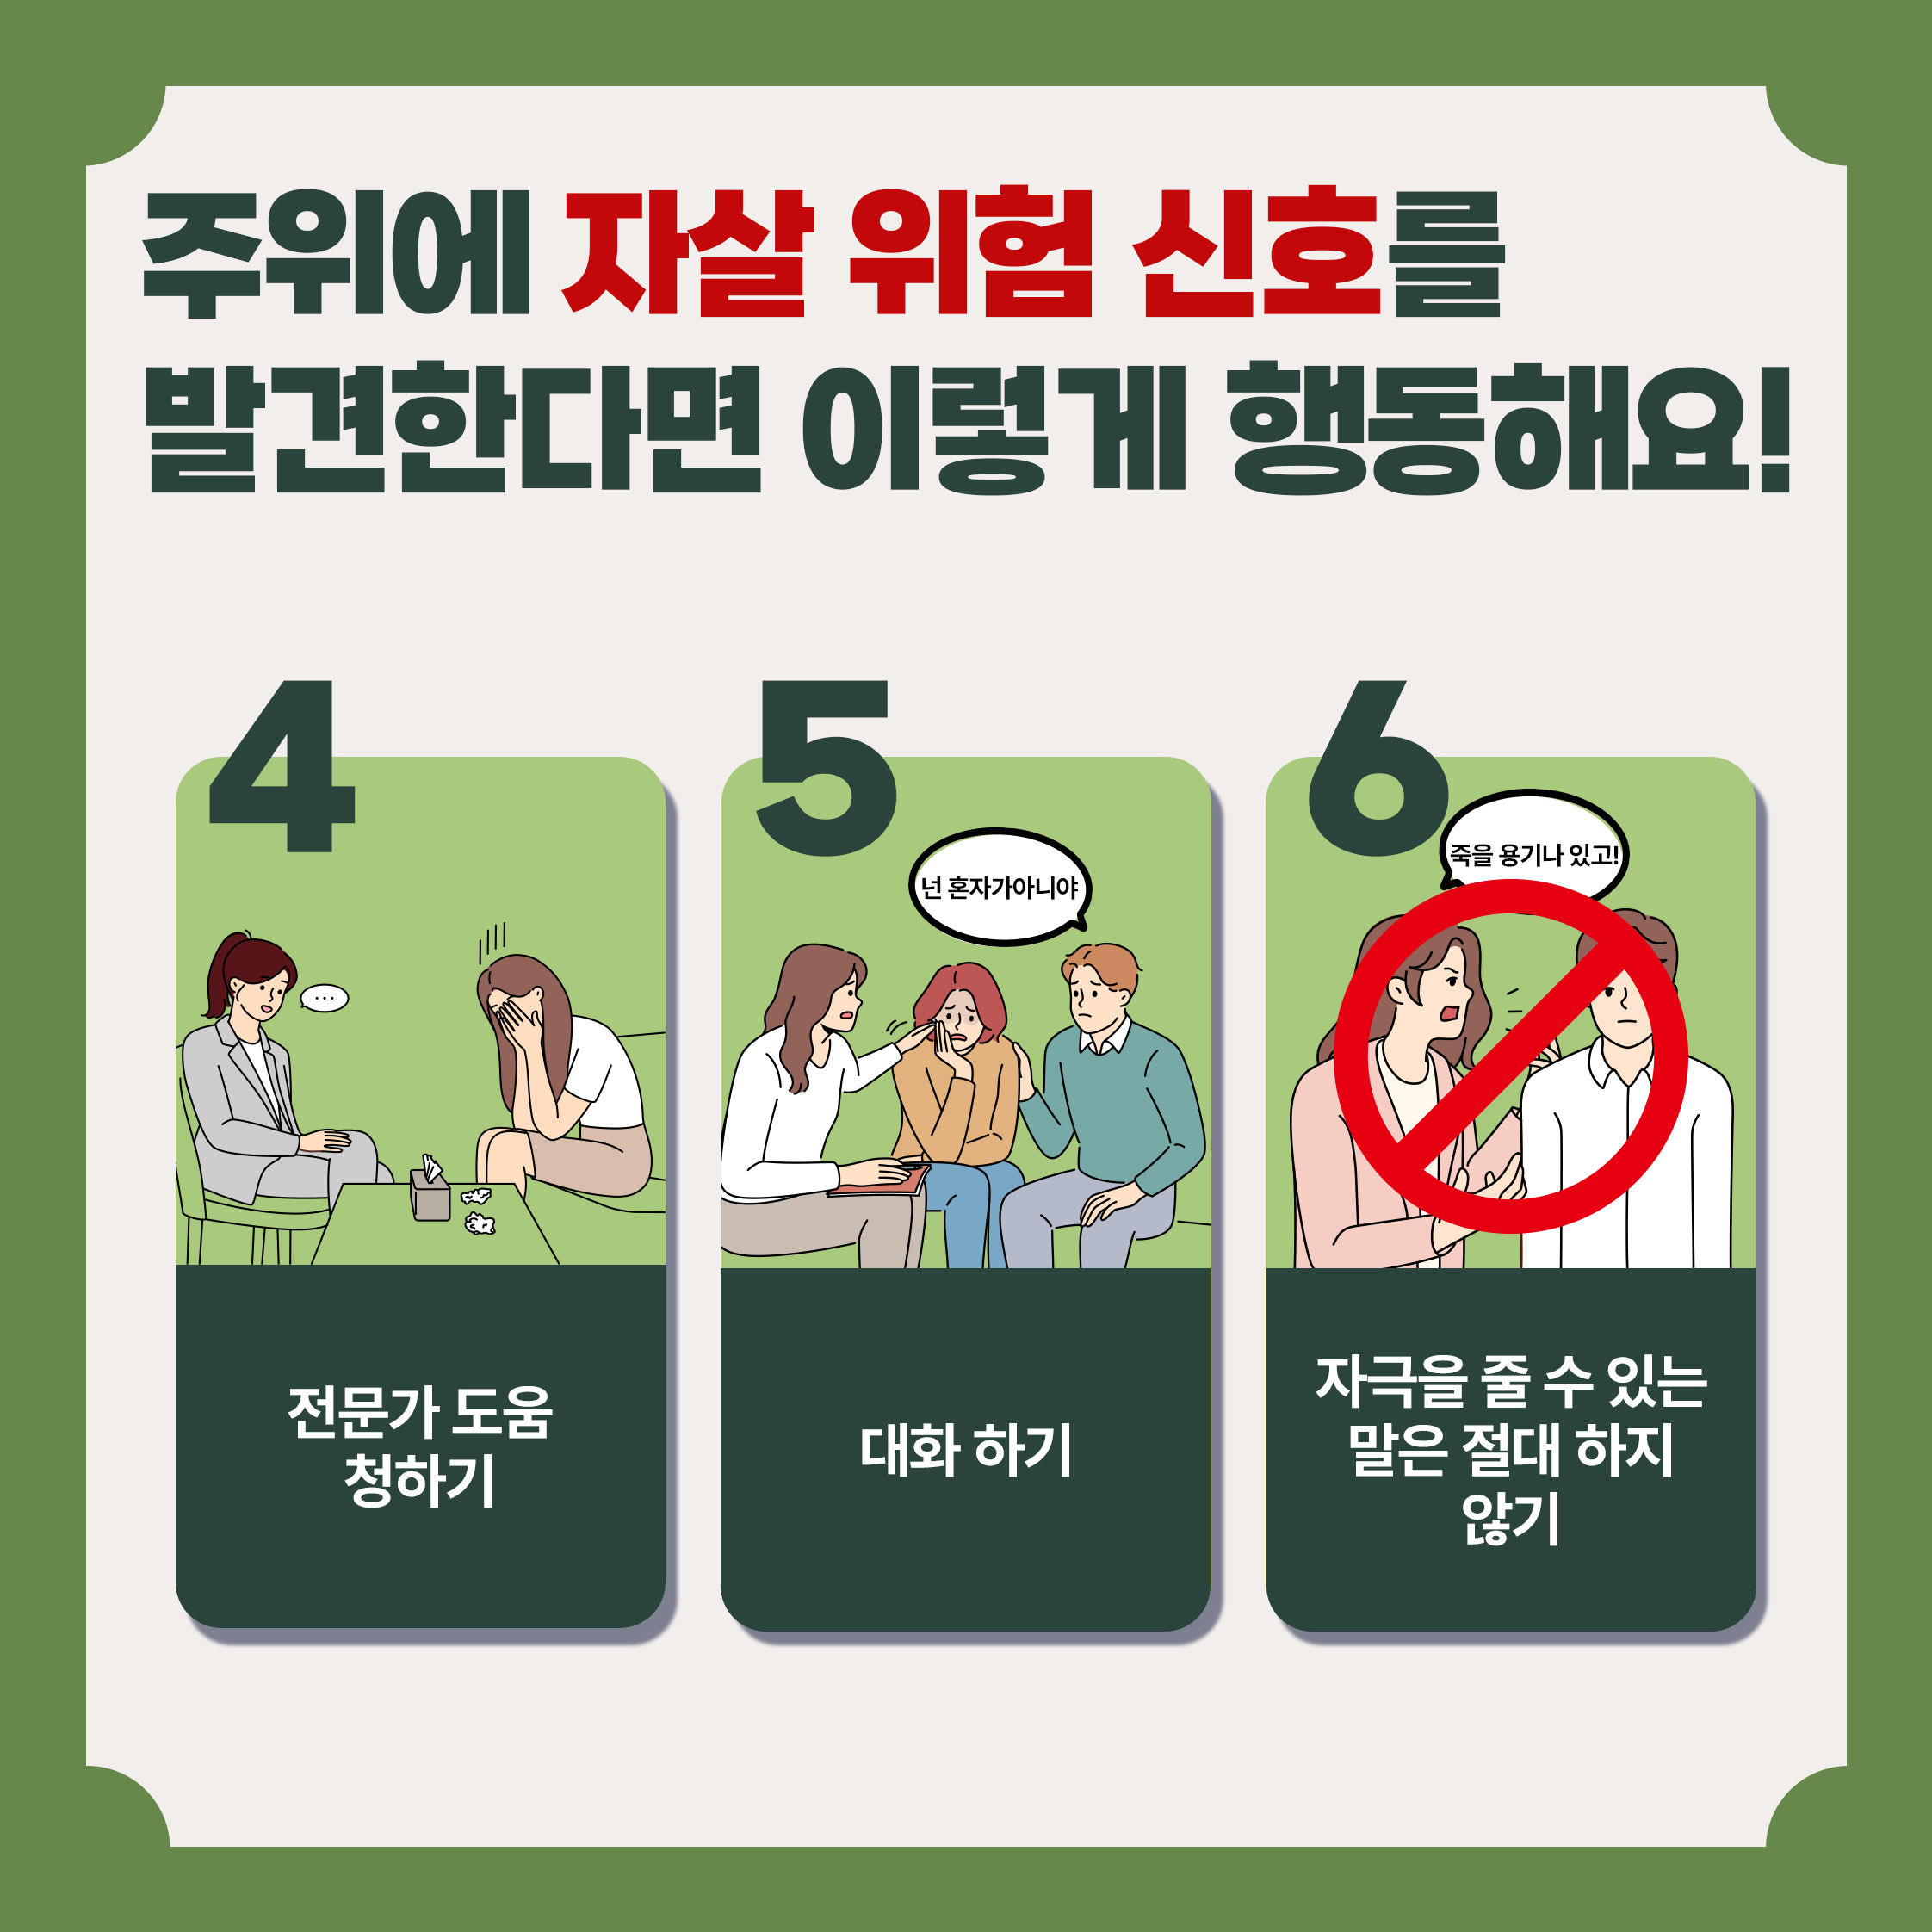 주위에 자살 위험 신호를
발견한다면 이렇게 행동해요!
4
전문가 도움
청하기
5
넌 혼자가아니야
대화 하기
6
죽을 용기나 있고!
자극을 줄 수 있는
말은 절대 하지
않기